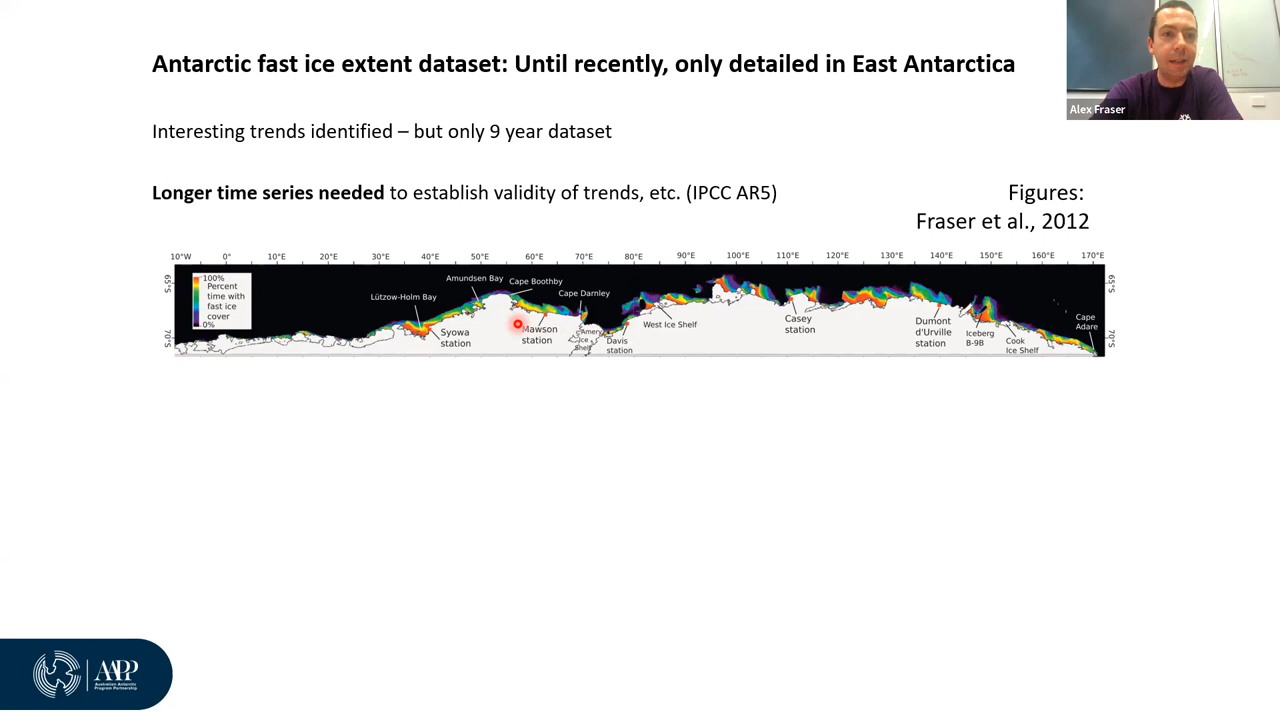 Antarctic fast ice extent dataset: Until recently, only detailed in East Antarctica
Alex Fraser
Interesting trends identified – but only 9 year dataset
Longer time series needed to establish validity of trends, etc. (IPCC AR5)
Figures:
Fraser et al., 2012
10°W 0° 10°E 20°E 30°E 40°E 50°E 60°E 70°E 80°E 90°E 100°E 110°E 120°E 130°E 140°E 150°E 160°E 170°E
65°S
65°S
100%
Percent
time with
fast ice
cover
0%
Lützow-Holm Bay
Amundsen Bay
Cape Boothby
Cape Darnley
Syowa
station
Mawson
station
Amery
Ice
Shelf
Davis
station
West Ice Shelf
Casey
station
Dumont
d'Urville
station
Iceberg
B-9B
Cook
Ice Shelf
Cape
Adare
70°S
70°S
AAPP
Australian Antarctic
Program Partnership